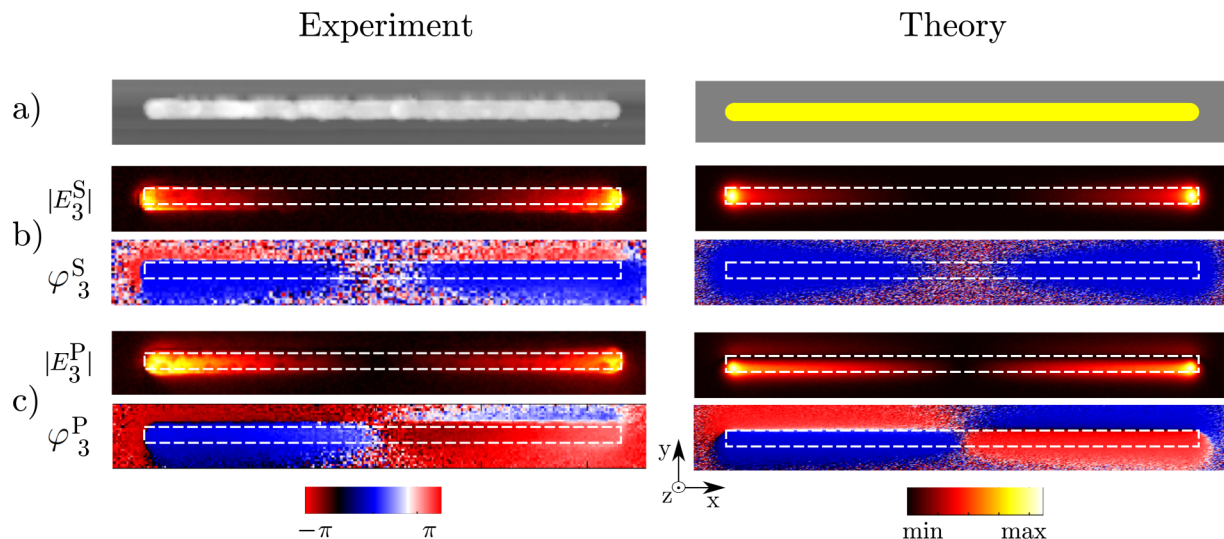 Experiment Theory
a)
|E₃ˢ|
b)
φ₃ˢ
|E₃ᴾ|
c)
φ₃ᴾ
y
z x
−π π
min max